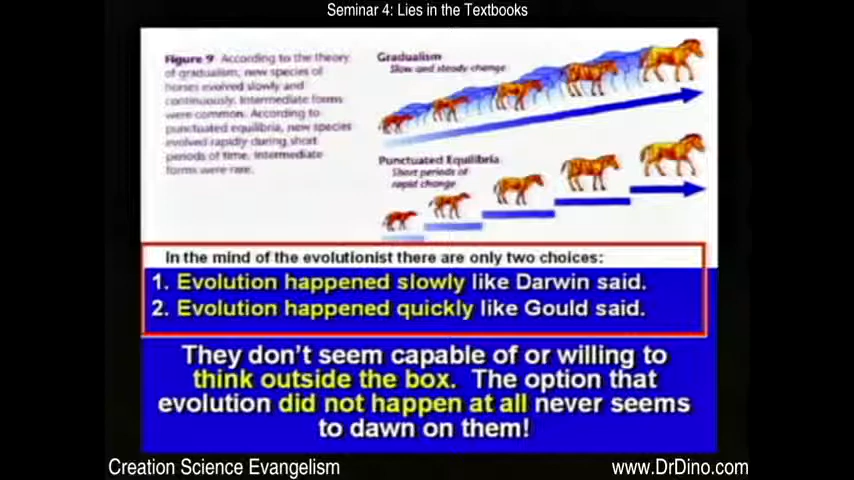 Seminar 4: Lies in the Textbooks
Figure 9 According to the theory
of gradualism, new species of
horses evolved slowly and
continuously. Intermediate forms
were common. According to
punctuated equilibria, new species
evolved rapidly during short
periods of time. Intermediate
forms were rare.
Gradualism
Slow and steady change
Punctuated Equilibria
Short periods of
rapid change
In the mind of the evolutionist there are only two choices:
1. Evolution happened slowly like Darwin said.
2. Evolution happened quickly like Gould said.
They don't seem capable of or willing to
think outside the box. The option that
evolution did not happen at all never seems
to dawn on them!
Creation Science Evangelism
www.DrDino.com